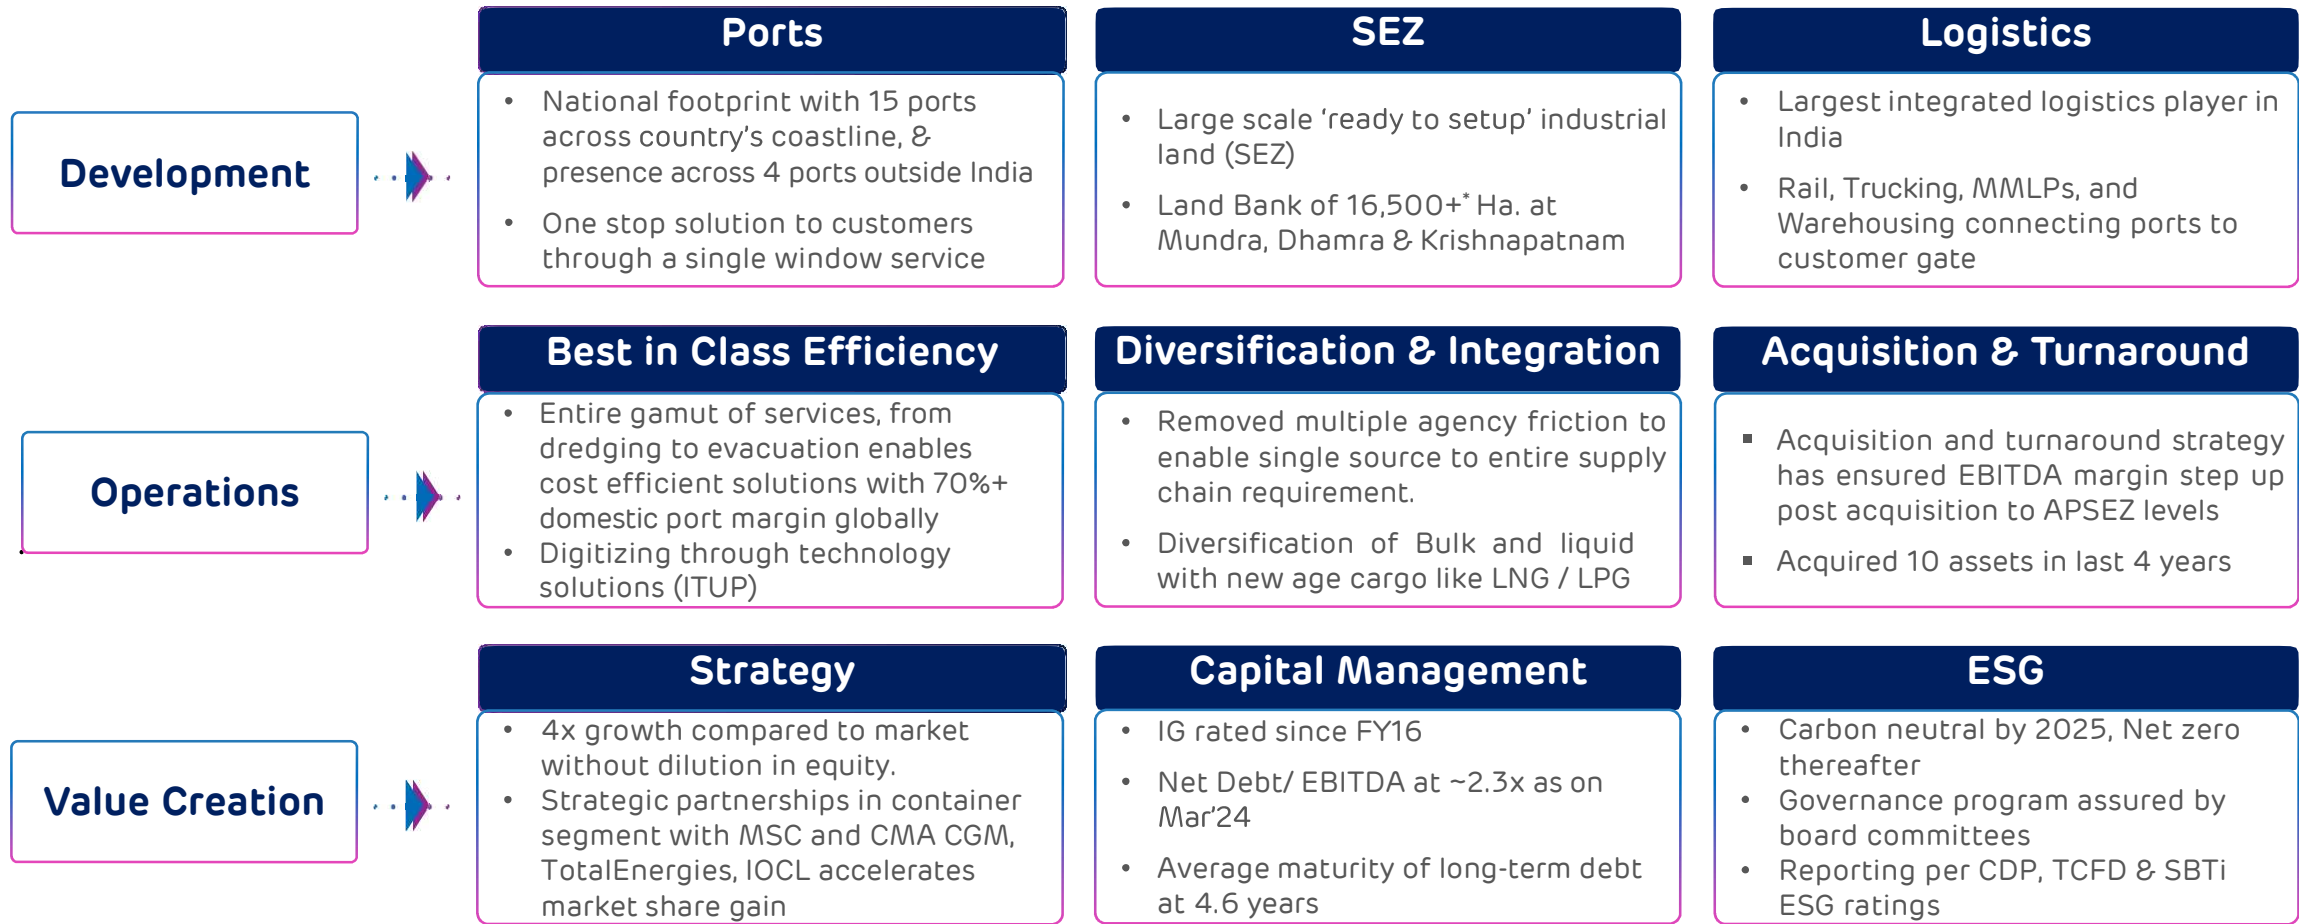 Ports
SEZ
Logistics
Development
• National footprint with 15 ports
across country's coastline, &
presence across 4 ports outside India
• One stop solution to customers
through a single window service
• Large scale ‘ready to setup’ industrial
land (SEZ)
• Land Bank of 16,500+* Ha. at
Mundra, Dhamra & Krishnapatnam
• Largest integrated logistics player in
India
• Rail, Trucking, MMLPs, and
Warehousing connecting ports to
customer gate
Best in Class Efficiency
Diversification & Integration
Acquisition & Turnaround
Operations
• Entire gamut of services, from
dredging to evacuation enables
cost efficient solutions with 70%+
domestic port margin globally
• Digitizing through technology
solutions (ITUP)
• Removed multiple agency friction to
enable single source to entire supply
chain requirement.
• Diversification of Bulk and liquid
with new age cargo like LNG / LPG
▪ Acquisition and turnaround strategy
has ensured EBITDA margin step up
post acquisition to APSEZ levels
▪ Acquired 10 assets in last 4 years
Strategy
Capital Management
ESG
Value Creation
• 4x growth compared to market
without dilution in equity.
• Strategic partnerships in container
segment with MSC and CMA CGM,
TotalEnergies, IOCL accelerates
market share gain
• IG rated since FY16
• Net Debt/ EBITDA at ~2.3x as on
Mar'24
• Average maturity of long-term debt
at 4.6 years
• Carbon neutral by 2025, Net zero
thereafter
• Governance program assured by
board committees
• Reporting per CDP, TCFD & SBTi
ESG ratings